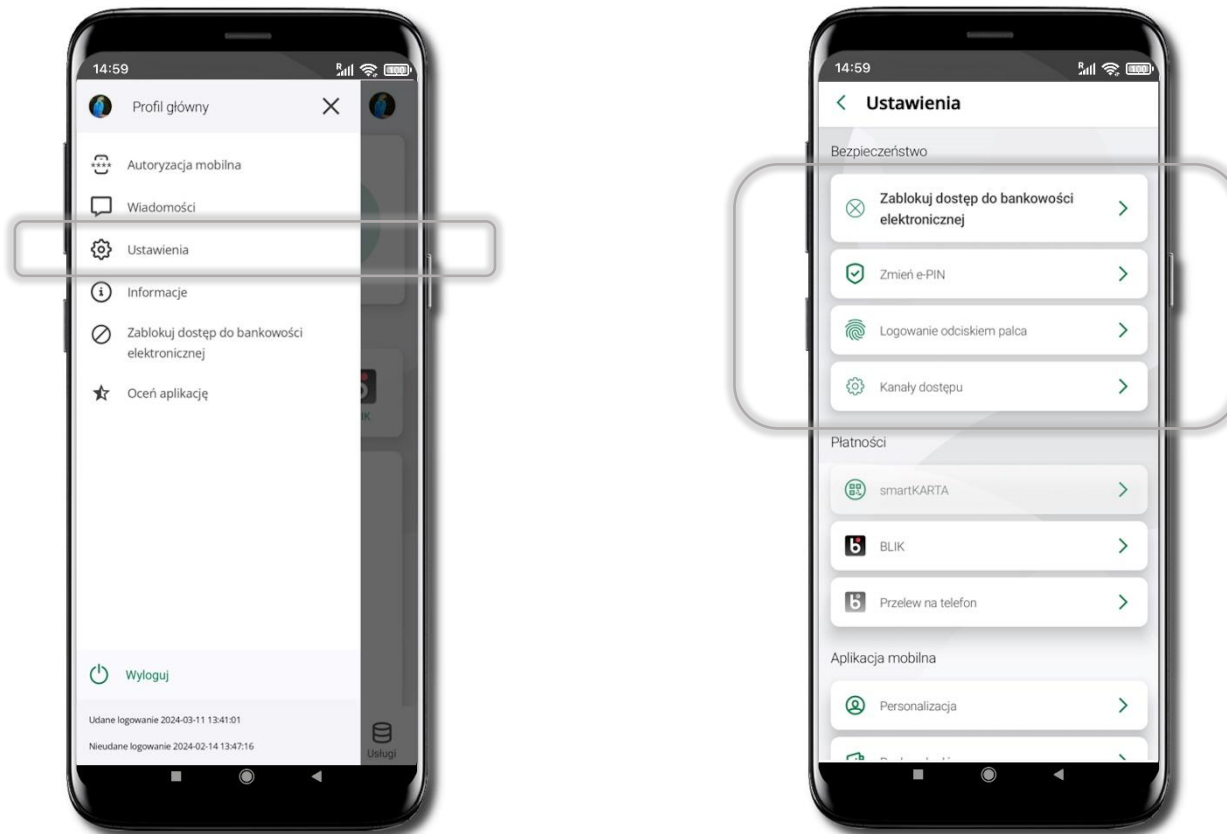 14:59
Profil główny
Autoryzacja mobilna
Wiadomości
Ustawienia
Informacje
Zablokuj dostęp do bankowości
elektronicznej
Oceń aplikację
Wyloguj
Udane logowanie 2024-03-11 13:41:01
Nieudane logowanie 2024-02-14 13:47:16
Usługi
14:59
Ustawienia
Bezpieczeństwo
Zablokuj dostęp do bankowości
elektronicznej
Zmień e-PIN
Logowanie odciskiem palca
Kanały dostępu
Płatności
smartKARTA
BLIK
Przelew na telefon
Aplikacja mobilna
Personalizacja